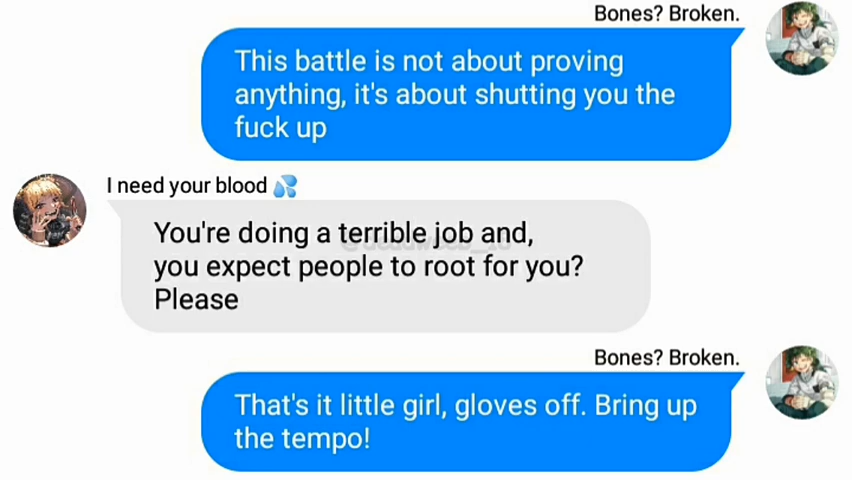 Bones? Broken.
This battle is not about proving
anything, it's about shutting you the
fuck up
I need your blood 💦
You're doing a terrible job and,
you expect people to root for you?
Please
Bones? Broken.
That's it little girl, gloves off. Bring up
the tempo!